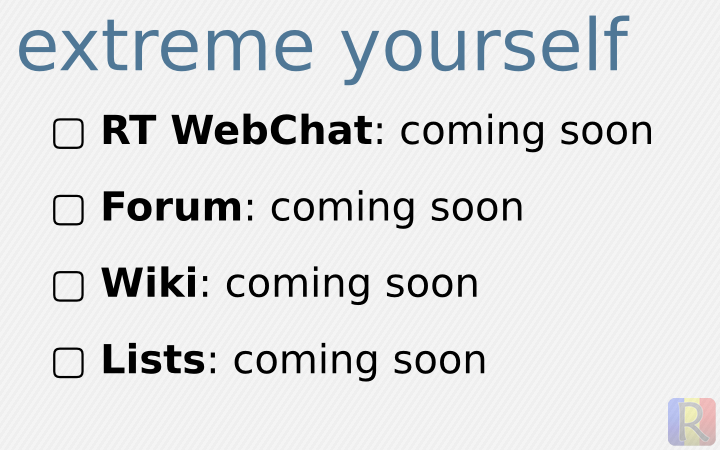 extreme yourself
RT WebChat: coming soon
Forum: coming soon
Wiki: coming soon
Lists: coming soon
R